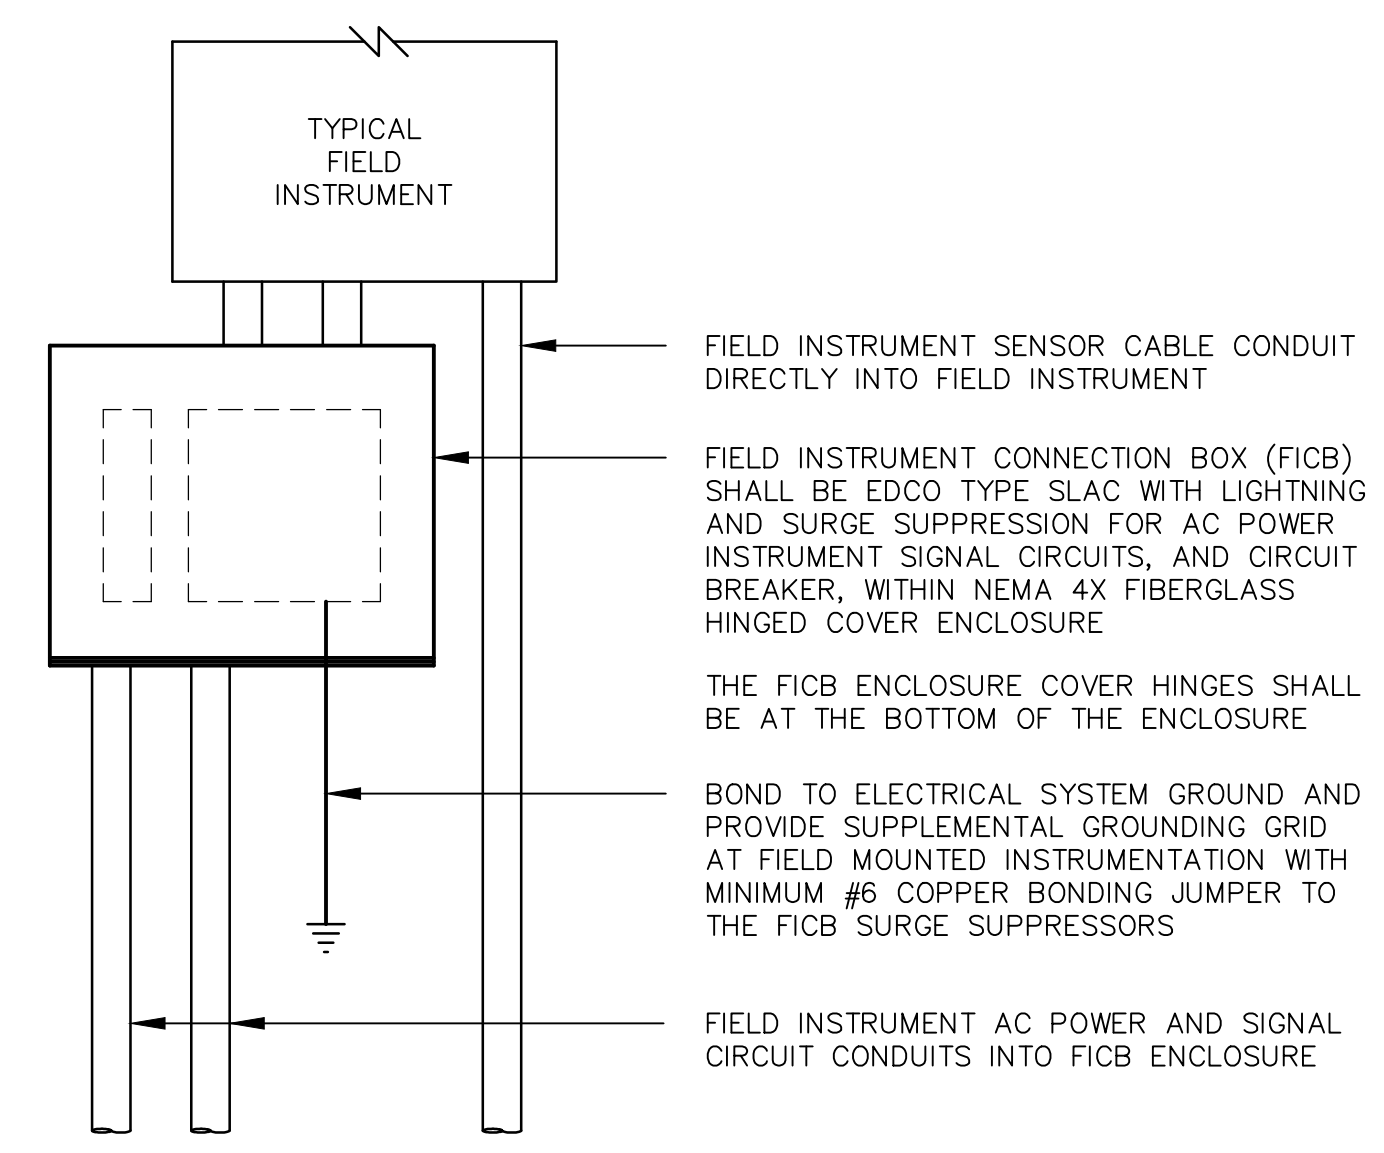 TYPICAL
FIELD
INSTRUMENT
FIELD INSTRUMENT SENSOR CABLE CONDUIT
DIRECTLY INTO FIELD INSTRUMENT
FIELD INSTRUMENT CONNECTION BOX (FICB)
SHALL BE EDCO TYPE SLAC WITH LIGHTNING
AND SURGE SUPPRESSION FOR AC POWER
INSTRUMENT SIGNAL CIRCUITS, AND CIRCUIT
BREAKER, WITHIN NEMA 4X FIBERGLASS
HINGED COVER ENCLOSURE
THE FICB ENCLOSURE COVER HINGES SHALL
BE AT THE BOTTOM OF THE ENCLOSURE
BOND TO ELECTRICAL SYSTEM GROUND AND
PROVIDE SUPPLEMENTAL GROUNDING GRID
AT FIELD MOUNTED INSTRUMENTATION WITH
MINIMUM #6 COPPER BONDING JUMPER TO
THE FICB SURGE SUPPRESSORS
FIELD INSTRUMENT AC POWER AND SIGNAL
CIRCUIT CONDUITS INTO FICB ENCLOSURE